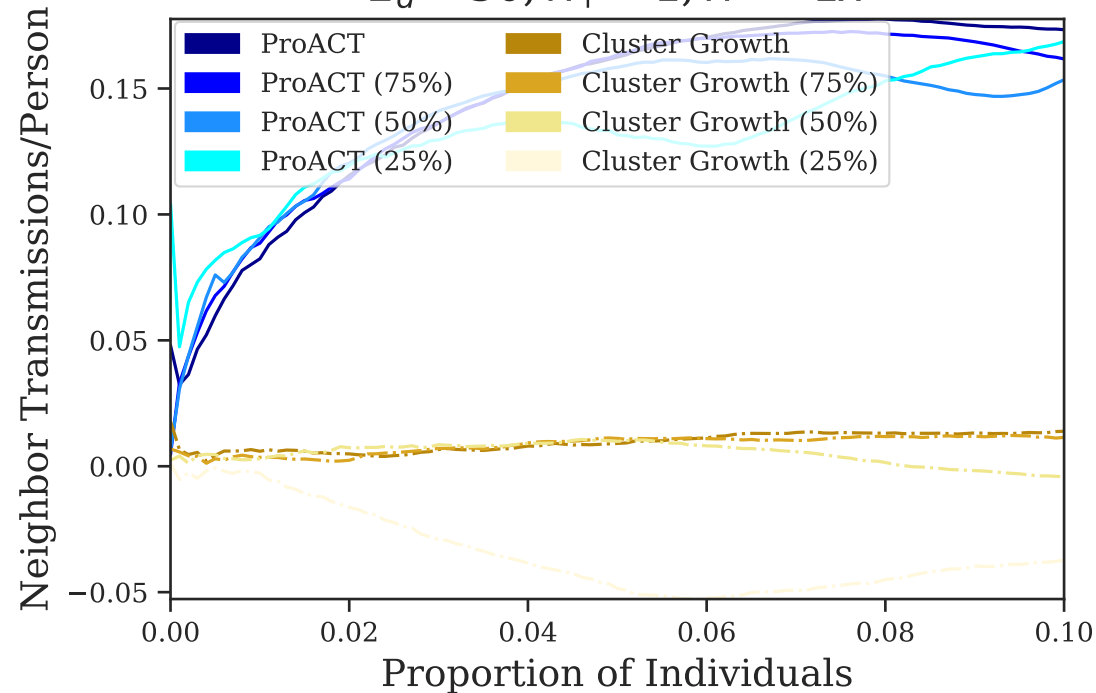 ProACT
ProACT (75%)
ProACT (50%)
ProACT (25%)
Cluster Growth
Cluster Growth (75%)
Cluster Growth (50%)
Cluster Growth (25%)
Neighbor Transmissions/Person
0.15
0.10
0.05
0.00
−0.05
0.00 0.02 0.04 0.06 0.08 0.10
Proportion of Individuals